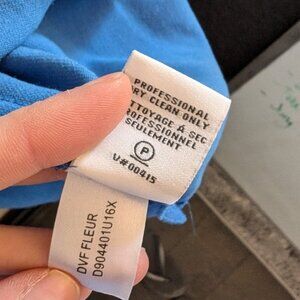 PROFESSIONAL
DRY CLEAN ONLY
NETTOYAGE A SEC
PROFESSIONNEL
SEULEMENT
P
V#00415
DVF FLEUR
D904401U16X